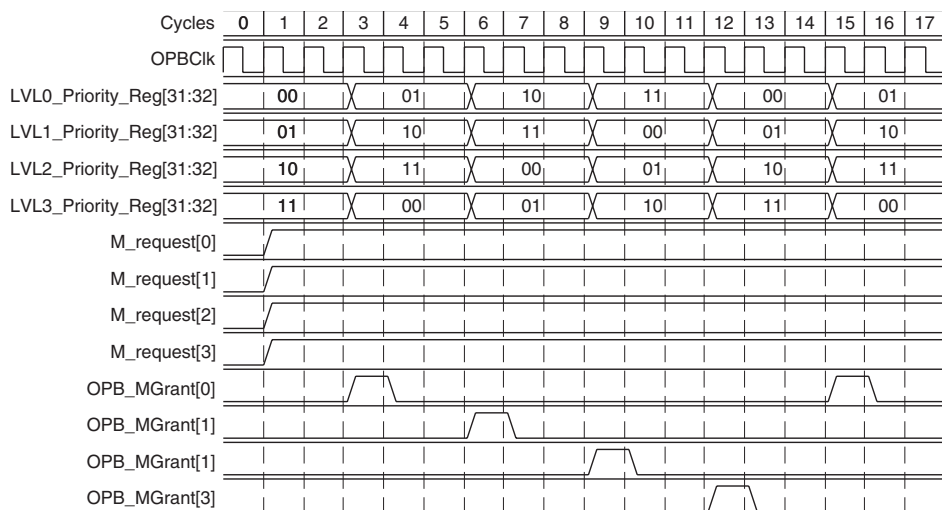 Cycles 0 1 2 3 4 5 6 7 8 9 10 11 12 13 14 15 16 17
OPBClk
LVL0_Priority_Reg[31:32] 00 01 10 11 00 01
LVL1_Priority_Reg[31:32] 01 10 11 00 01 10
LVL2_Priority_Reg[31:32] 10 11 00 01 10 11
LVL3_Priority_Reg[31:32] 11 00 01 10 11 00
M_request[0]
M_request[1]
M_request[2]
M_request[3]
OPB_MGrant[0]
OPB_MGrant[1]
OPB_MGrant[1]
OPB_MGrant[3]